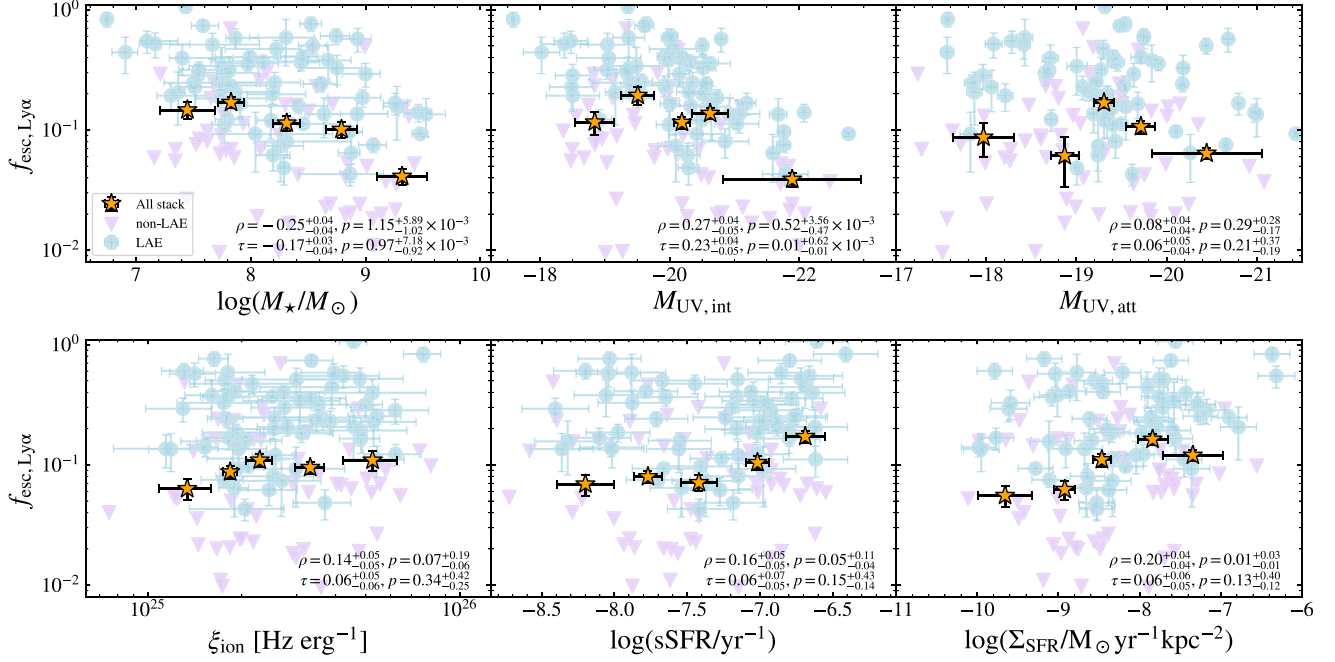 10⁰
10⁻¹
10⁻²
f_esc, Lyα
All stack
non-LAE
LAE
ρ = −0.25^{+0.04}_{−0.04}, p = 1.15^{+5.89}_{−1.02} × 10⁻³
τ = −0.17^{+0.03}_{−0.04}, p = 0.97^{+7.18}_{−0.92} × 10⁻³
7 8 9 10
log(M⋆/M⊙)
ρ = 0.27^{+0.04}_{−0.05}, p = 0.52^{+3.56}_{−0.47} × 10⁻³
τ = 0.23^{+0.04}_{−0.05}, p = 0.01^{+0.62}_{−0.01} × 10⁻³
−18 −20 −22
M_UV, int
ρ = 0.08^{+0.04}_{−0.04}, p = 0.29^{+0.28}_{−0.17}
τ = 0.06^{+0.05}_{−0.04}, p = 0.21^{+0.37}_{−0.19}
−17 −18 −19 −20 −21
M_UV, att
10⁰
10⁻¹
10⁻²
f_esc, Lyα
ρ = 0.14^{+0.05}_{−0.05}, p = 0.07^{+0.19}_{−0.06}
τ = 0.06^{+0.05}_{−0.06}, p = 0.34^{+0.42}_{−0.25}
10²⁵ 10²⁶
ξ_ion [Hz erg⁻¹]
ρ = 0.16^{+0.05}_{−0.05}, p = 0.05^{+0.11}_{−0.04}
τ = 0.06^{+0.07}_{−0.05}, p = 0.15^{+0.43}_{−0.14}
−8.5 −8.0 −7.5 −7.0 −6.5
log(sSFR/yr⁻¹)
ρ = 0.20^{+0.04}_{−0.04}, p = 0.01^{+0.03}_{−0.01}
τ = 0.06^{+0.06}_{−0.05}, p = 0.13^{+0.40}_{−0.12}
−11 −10 −9 −8 −7 −6
log(Σ_SFR/M⊙ yr⁻¹kpc⁻²)